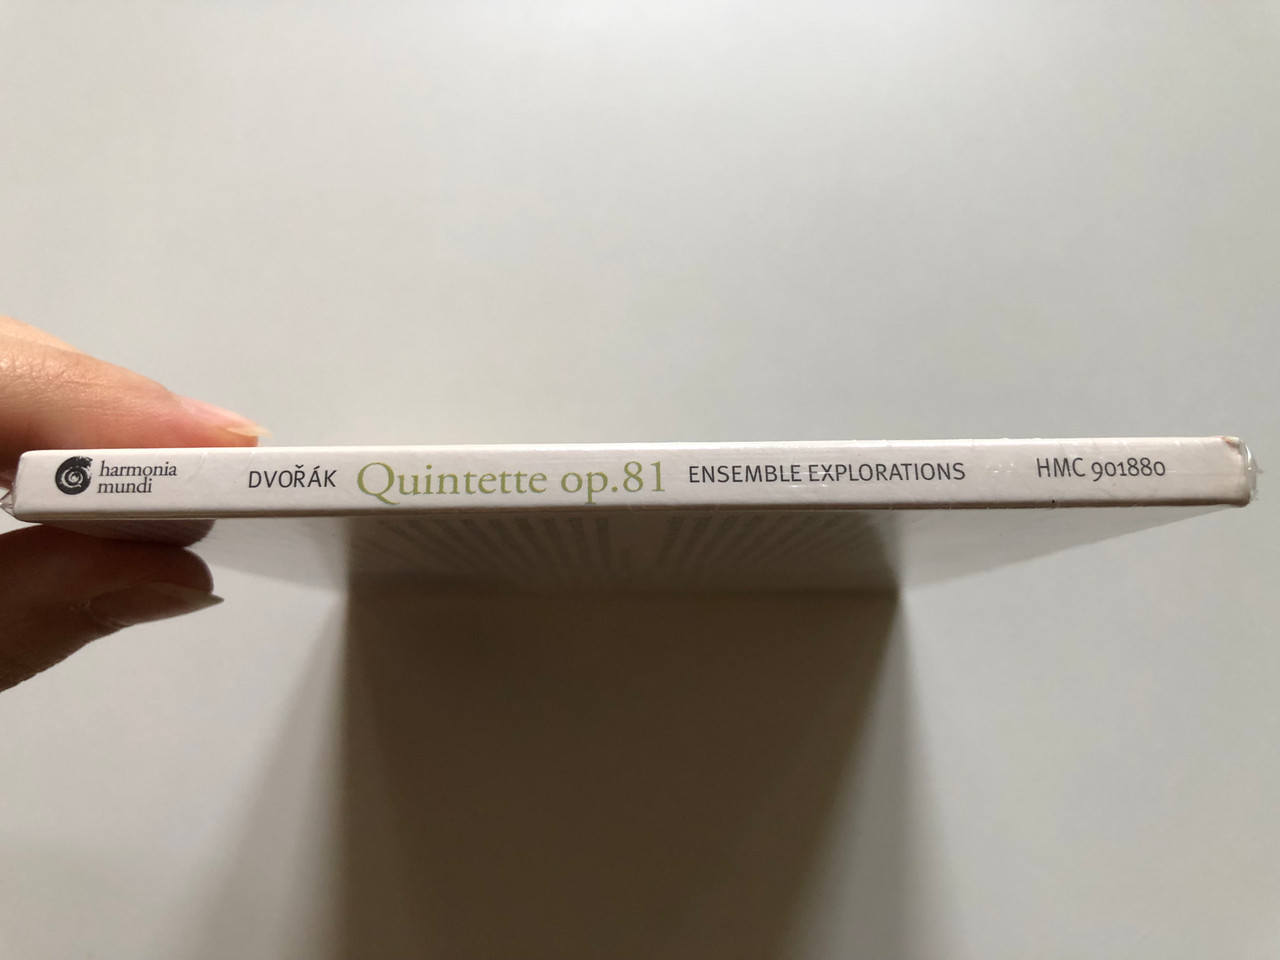 harmonia
mundi
DVOŘÁK Quintette op.81 ENSEMBLE EXPLORATIONS HMC 901880